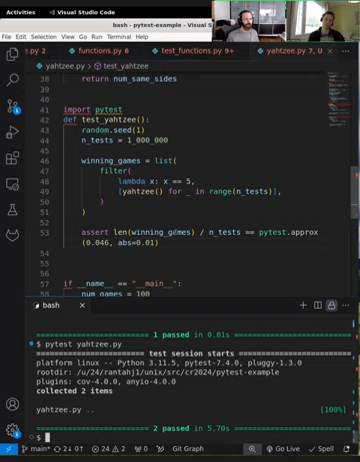 Activities
Visual Studio Code
bash - pytest-example - Visual S
File Edit Selection View Go Run Terminal Help
.py 2
functions.py 6
test_functions.py 9+
yahtzee.py 7, U
yahtzee.py > test_yahtzee
38 return num_same_sides
39
40
41 import pytest
42 def test_yahtzee():
43 random.seed(1)
44 n_tests = 1_000_000
45
46 winning_games = list(
47 filter(
48 lambda x: x == 5,
49 [yahtzee() for _ in range(n_tests)],
50 )
51 )
52
53 assert len(winning_games) / n_tests == pytest.approx
(0.046, abs=0.01)
54
55
56
57 if __name__ == "__main__":
58 num_games = 100
bash
1 passed in 0.01s
$ pytest yahtzee.py
test session starts
platform linux -- Python 3.11.5, pytest-7.4.0, pluggy-1.3.0
rootdir: /u/24/rantahj1/unix/src/cr2024/pytest-example
plugins: cov-4.0.0, anyio-4.0.0
collected 2 items
yahtzee.py .. [100%]
2 passed in 5.70s
$
main* 2↓ 0↑ 24 2 0 Git Graph Go Live Spell